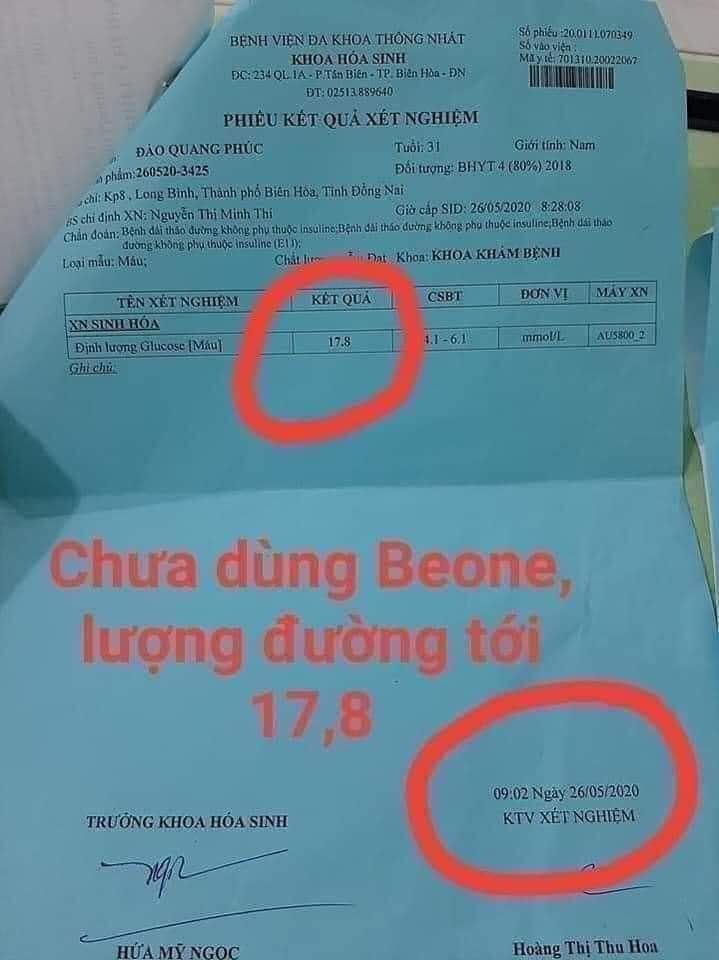 BỆNH VIỆN ĐA KHOA THỐNG NHẤT
KHOA HÓA SINH
ĐC: 234 QL.1A - P.Tân Biên - TP. Biên Hòa - ĐN
ĐT: 02513.889640
Số phiếu :20.0111.070349
Số vào viện :
Mã y tế: 701310.20022067
PHIẾU KẾT QUẢ XÉT NGHIỆM
ĐÀO QUANG PHÚC Tuổi: 31 Giới tính: Nam
phẩm:260520-3425 Đối tượng: BHYT 4 (80%) 2018
chỉ: Kp8 , Long Bình, Thành phố Biên Hòa, Tỉnh Đồng Nai
BS chỉ định XN: Nguyễn Thị Minh Thi Giờ cấp SID: 26/05/2020 8:28:08
Chẩn đoán: Bệnh đái tháo đường không phụ thuộc insuline;Bệnh đái tháo đường không phụ thuộc insuline;Bệnh đái tháo
đường không phụ thuộc insuline (E11);
Loại mẫu: Máu; Chất Đạt Khoa: KHOA KHÁM BỆNH
TÊN XÉT NGHIỆM KẾT QUẢ CSBT ĐƠN VỊ MÁY XN
XN SINH HÓA
Định lượng Glucose [Máu] 17.8 4.1 - 6.1 mmol/L AU5800_2
Ghi chú:
Chưa dùng Beone,
lượng đường tới
17,8
09:02 Ngày 26/05/2020
TRƯỞNG KHOA HÓA SINH KTV XÉT NGHIỆM
HỨA MỸ NGỌC Hoàng Thị Thu Hoa